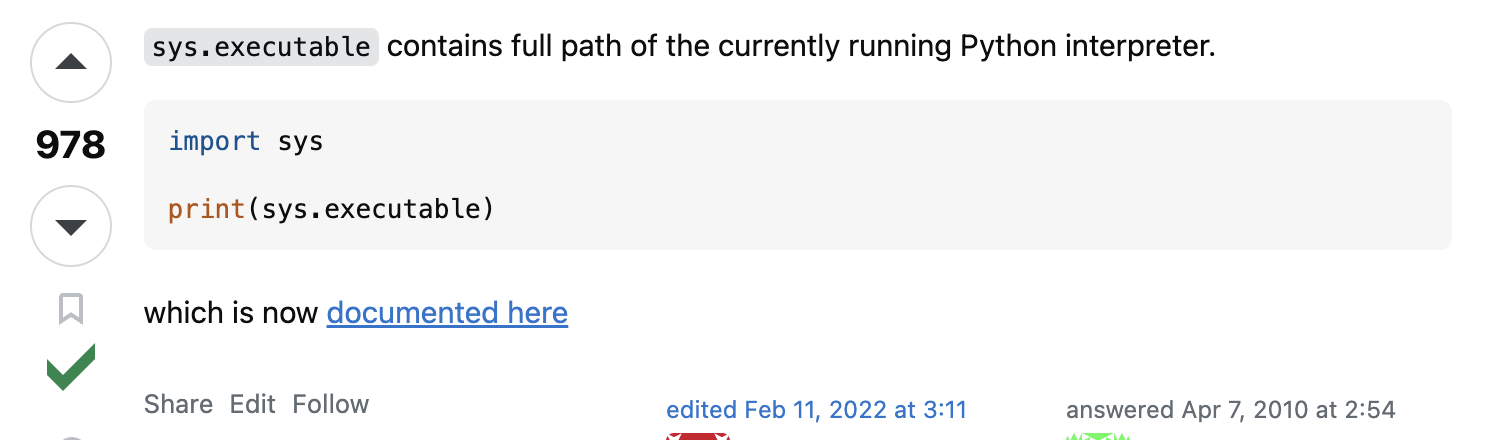 sys.executable contains full path of the currently running Python interpreter.
978
import sys
print(sys.executable)
which is now documented here
Share Edit Follow
edited Feb 11, 2022 at 3:11
answered Apr 7, 2010 at 2:54